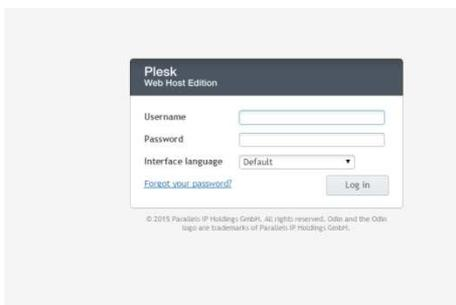 Plesk
Web Host Edition
Username
Password
Interface language
Default
Forgot your password?
Log in
© 2015 Parallels IP Holdings GmbH. All rights reserved. Odin and the Odin
logo are trademarks of Parallels IP Holdings GmbH.